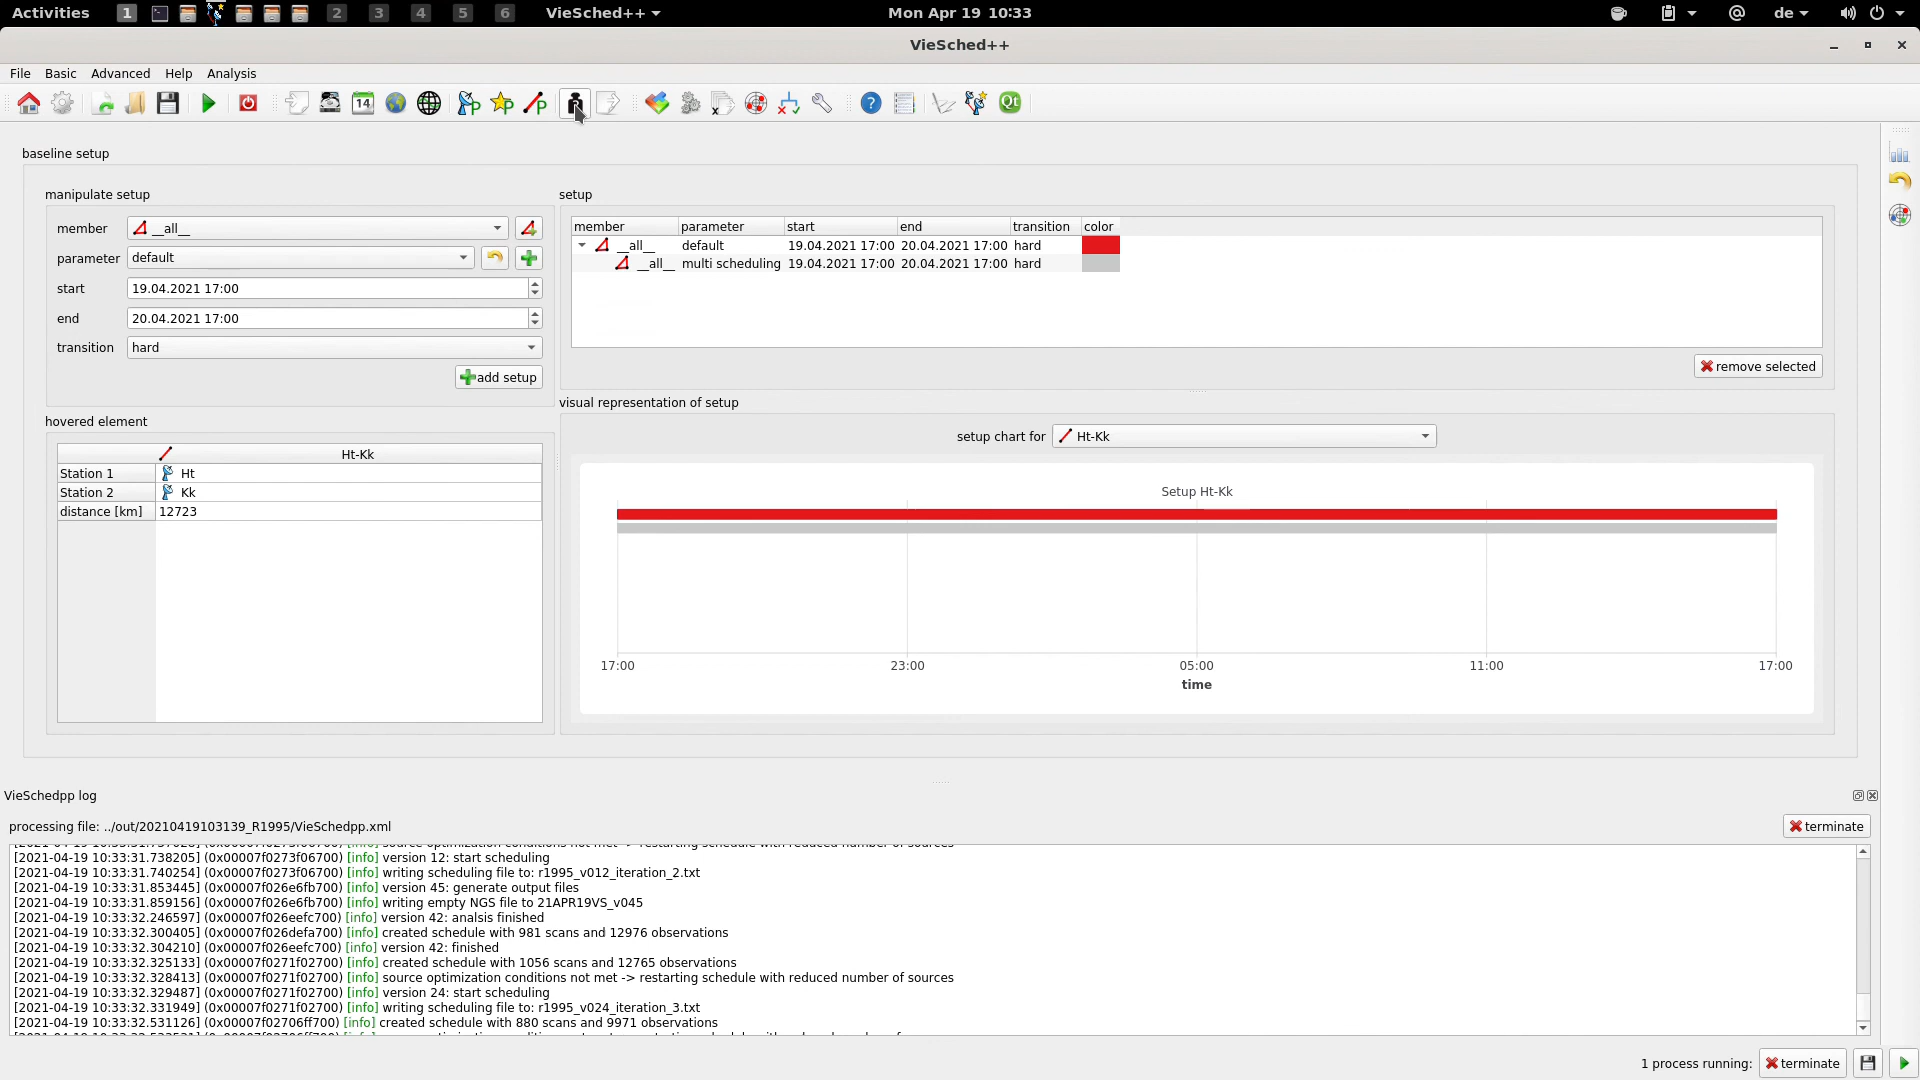 Activities 1 2 3 4 5 6 VieSched++ Mon Apr 19 10:33 de
VieSched++
File Basic Advanced Help Analysis
14 P P P ? Qt
baseline setup
manipulate setup
member __all__
parameter default
start 19.04.2021 17:00
end 20.04.2021 17:00
transition hard
add setup
setup
member parameter start end transition color
__all__ default 19.04.2021 17:00 20.04.2021 17:00 hard
__all__ multi scheduling 19.04.2021 17:00 20.04.2021 17:00 hard
remove selected
hovered element
Ht-Kk
Station 1 Ht
Station 2 Kk
distance [km] 12723
visual representation of setup
setup chart for Ht-Kk
Setup Ht-Kk
17:00 23:00 05:00 11:00 17:00
time
VieSchedpp log
processing file: ../out/20210419103139_R1995/VieSchedpp.xml
terminate
[2021-04-19 10:33:31.738205] (0x00007f0273f06700) [info] version 12: start scheduling
[2021-04-19 10:33:31.740254] (0x00007f0273f06700) [info] writing scheduling file to: r1995_v012_iteration_2.txt
[2021-04-19 10:33:31.853445] (0x00007f026e6fb700) [info] version 45: generate output files
[2021-04-19 10:33:31.859156] (0x00007f026e6fb700) [info] writing empty NGS file to 21APR19VS_v045
[2021-04-19 10:33:32.246597] (0x00007f026eefc700) [info] version 42: analsis finished
[2021-04-19 10:33:32.300405] (0x00007f026defa700) [info] created schedule with 981 scans and 12976 observations
[2021-04-19 10:33:32.304210] (0x00007f026eefc700) [info] version 42: finished
[2021-04-19 10:33:32.325133] (0x00007f0271f02700) [info] created schedule with 1056 scans and 12765 observations
[2021-04-19 10:33:32.328413] (0x00007f0271f02700) [info] source optimization conditions not met -> restarting schedule with reduced number of sources
[2021-04-19 10:33:32.329487] (0x00007f0271f02700) [info] version 24: start scheduling
[2021-04-19 10:33:32.331949] (0x00007f0271f02700) [info] writing scheduling file to: r1995_v024_iteration_3.txt
[2021-04-19 10:33:32.531126] (0x00007f02706ff700) [info] created schedule with 880 scans and 9971 observations
1 process running: terminate